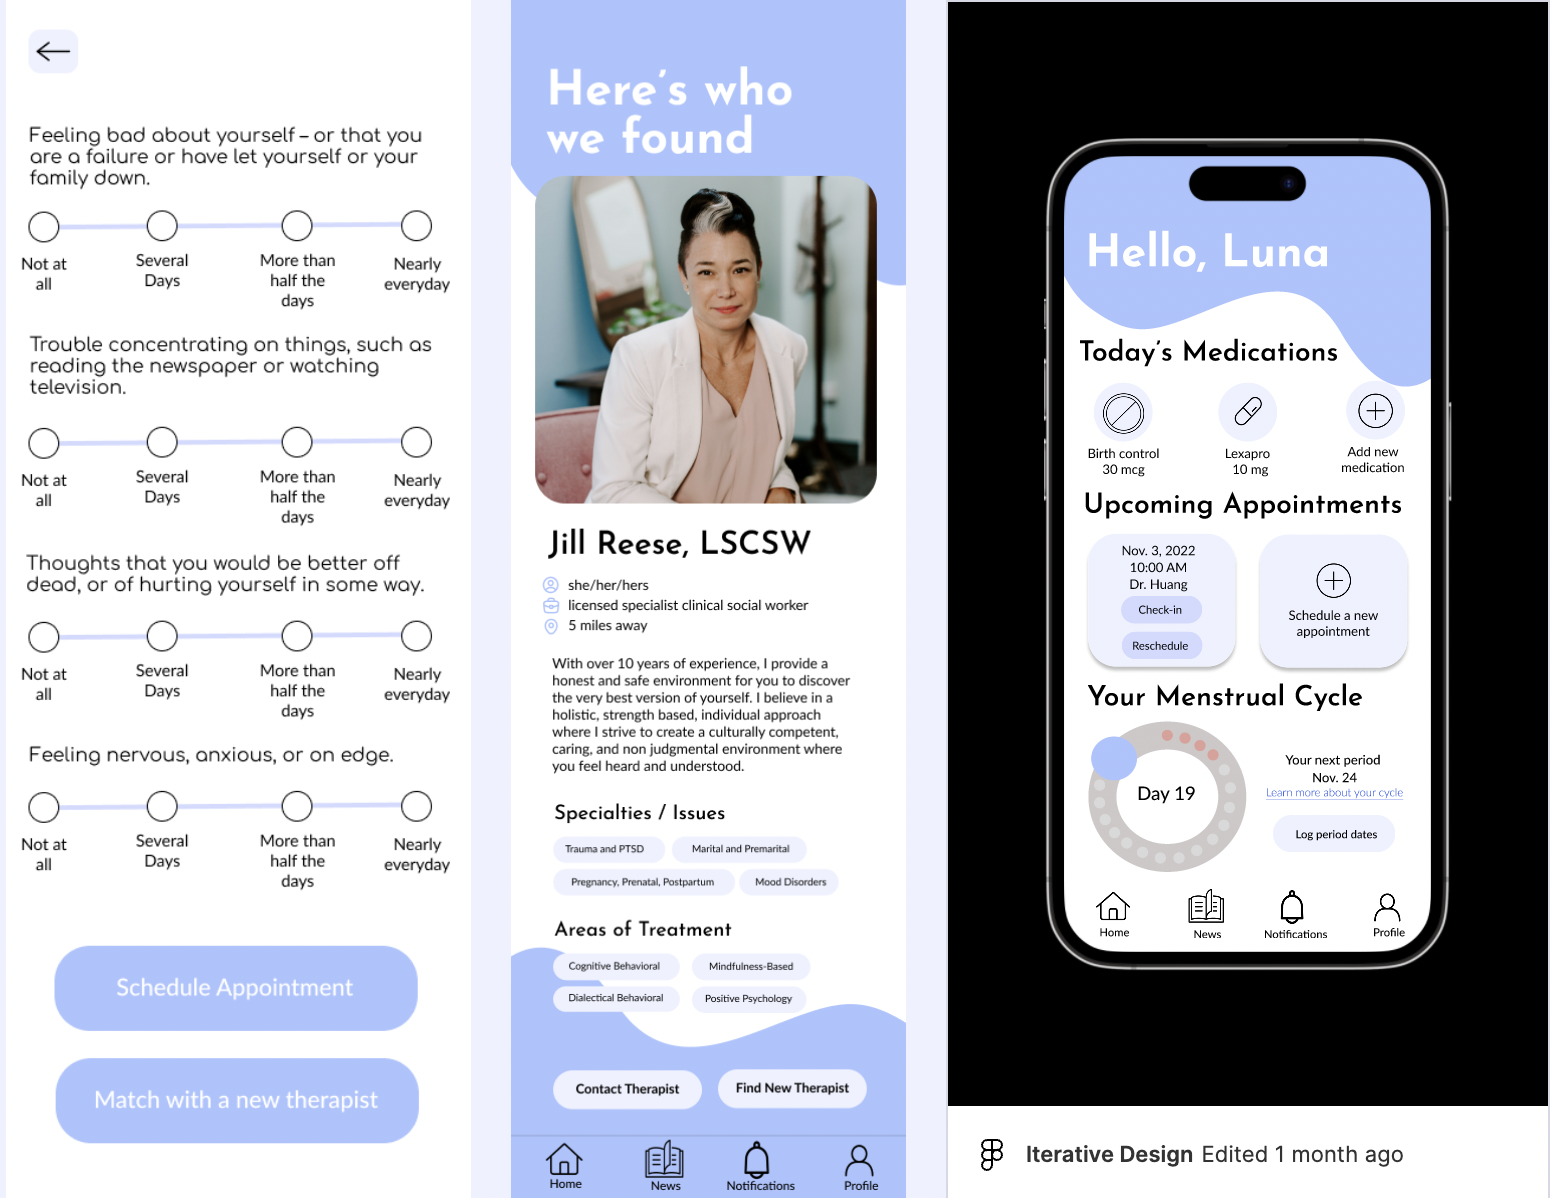 Feeling bad about yourself – or that you
are a failure or have let yourself or your
family down.
Not at
all
Several
Days
More than
half the
days
Nearly
everyday
Trouble concentrating on things, such as
reading the newspaper or watching
television.
Not at
all
Several
Days
More than
half the
days
Nearly
everyday
Thoughts that you would be better off
dead, or of hurting yourself in some way.
Not at
all
Several
Days
More than
half the
days
Nearly
everyday
Feeling nervous, anxious, or on edge.
Not at
all
Several
Days
More than
half the
days
Nearly
everyday
Schedule Appointment
Match with a new therapist
Here's who
we found
Jill Reese, LSCSW
she/her/hers
licensed specialist clinical social worker
5 miles away
With over 10 years of experience, I provide a
honest and safe environment for you to discover
the very best version of yourself. I believe in a
holistic, strength based, individual approach
where I strive to create a culturally competent,
caring, and non judgmental environment where
you feel heard and understood.
Specialties / Issues
Trauma and PTSD
Marital and Premarital
Pregnancy, Prenatal, Postpartum
Mood Disorders
Areas of Treatment
Cognitive Behavioral
Mindfulness-Based
Dialectical Behavioral
Positive Psychology
Contact Therapist
Find New Therapist
Home
News
Notifications
Profile
Hello, Luna
Today's Medications
Birth control
30 mcg
Lexapro
10 mg
Add new
medication
Upcoming Appointments
Nov. 3, 2022
10:00 AM
Dr. Huang
Check-in
Reschedule
Schedule a new
appointment
Your Menstrual Cycle
Day 19
Your next period
Nov. 24
Learn more about your cycle
Log period dates
Home
News
Notifications
Profile
Iterative Design Edited 1 month ago